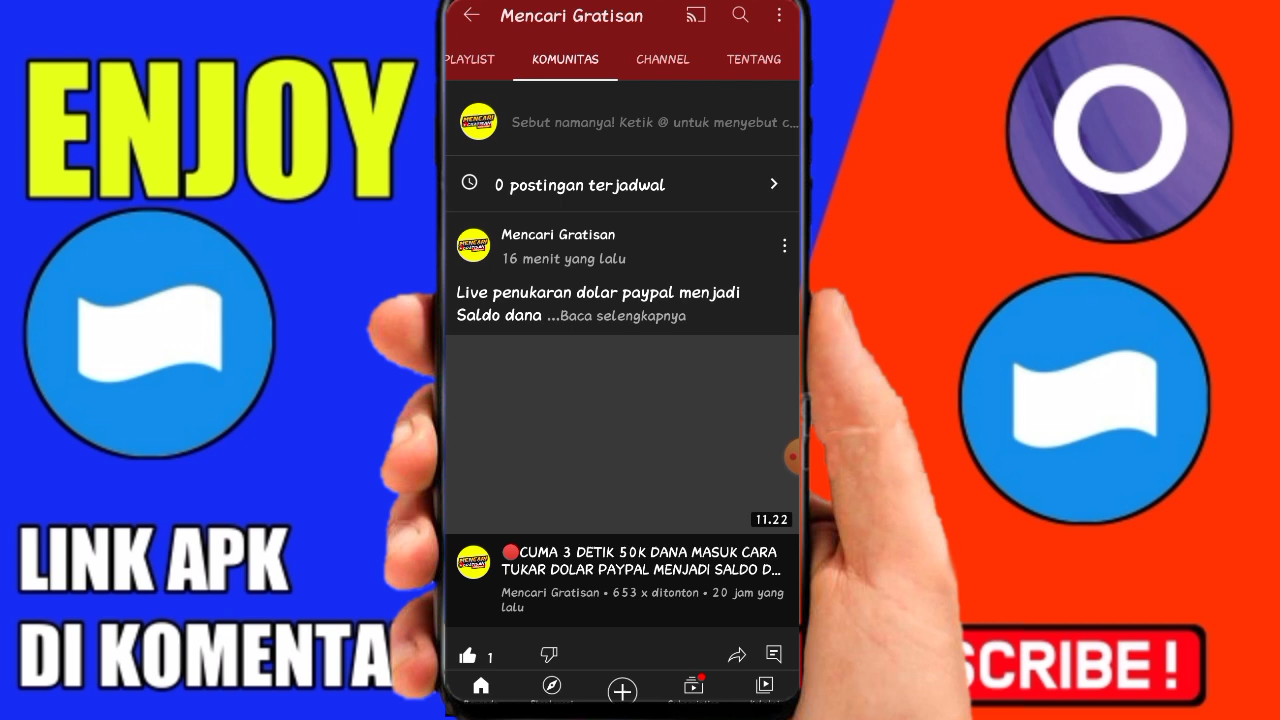 ENJOY
LINK APK
DI KOMENTA
Mencari Gratisan
PLAYLIST KOMUNITAS CHANNEL TENTANG
MENCARI
GRATISAN
Sebut namanya! Ketik @ untuk menyebut c...
0 postingan terjadwal
Mencari Gratisan
16 menit yang lalu
Live penukaran dolar paypal menjadi
Saldo dana ...Baca selengkapnya
11.22
🔴CUMA 3 DETIK 50K DANA MASUK CARA
TUKAR DOLAR PAYPAL MENJADI SALDO D...
Mencari Gratisan • 653 x ditonton • 20 jam yang
lalu
1
SCRIBE !